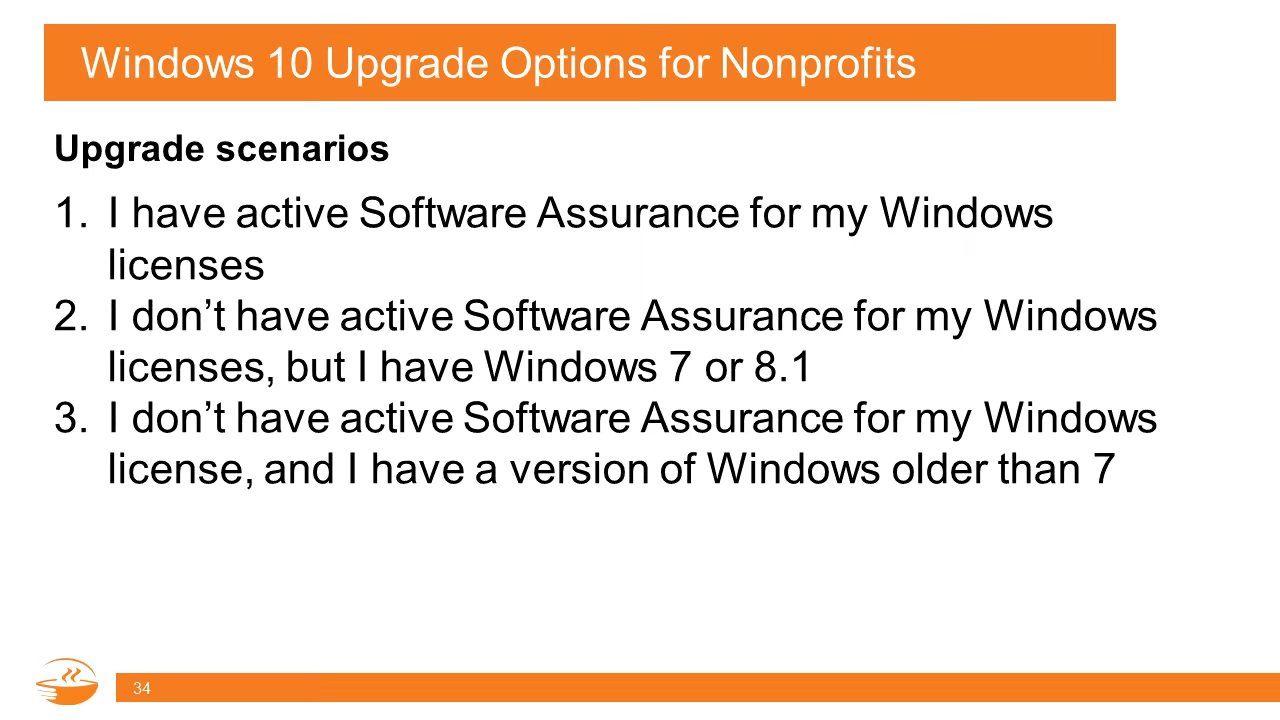 Windows 10 Upgrade Options for Nonprofits
Upgrade scenarios
1. I have active Software Assurance for my Windows
licenses
2. I don’t have active Software Assurance for my Windows
licenses, but I have Windows 7 or 8.1
3. I don’t have active Software Assurance for my Windows
license, and I have a version of Windows older than 7
34